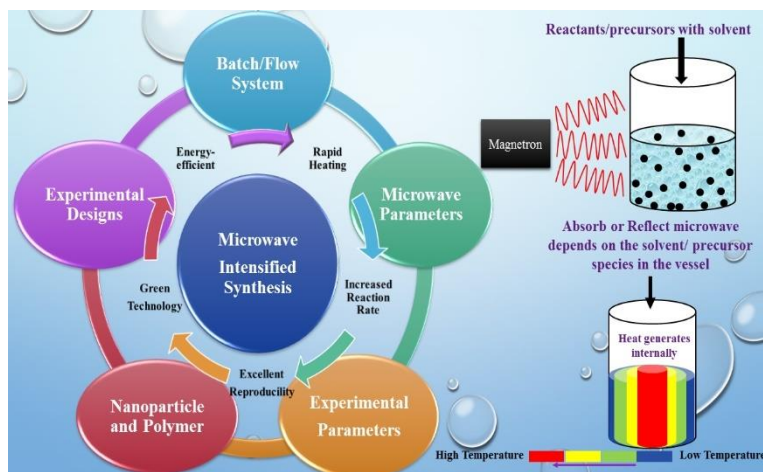 Batch/Flow
System
Energy-
efficient
Rapid
Heating
Experimental
Designs
Microwave
Parameters
Microwave
Intensified
Synthesis
Green
Technology
Increased
Reaction
Rate
Excellent
Reproducility
Nanoparticle
and Polymer
Experimental
Parameters
Reactants/precursors with solvent
Magnetron
Absorb or Reflect microwave
depends on the solvent/ precursor
species in the vessel
Heat generates
internally
High Temperature
Low Temperature